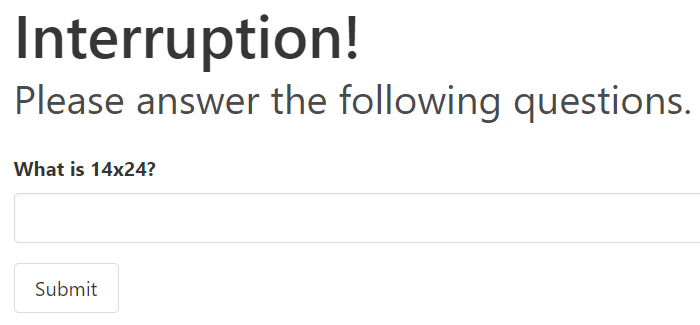 Interruption!
Please answer the following questions.
What is 14x24?
Submit